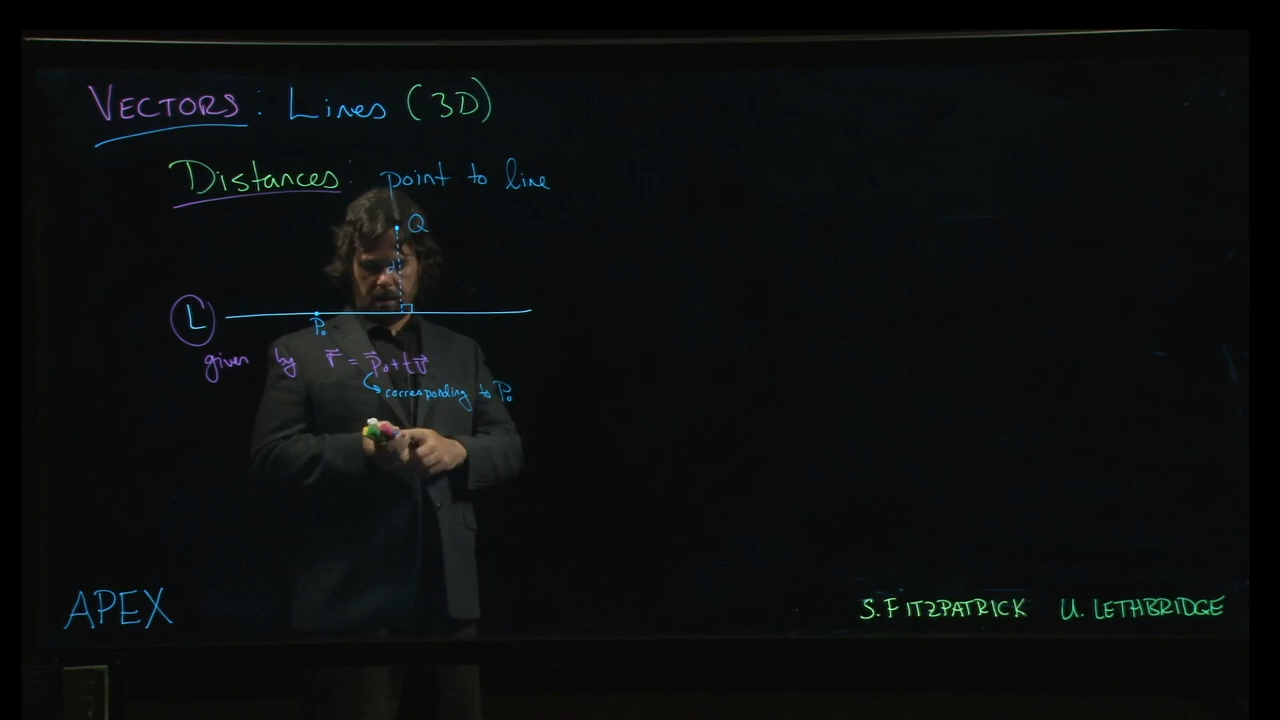 VECTORS: Lines (3D)
Distances: point to line
Q
d
L
P₀
given by r⃗ = p⃗₀ + tv⃗
corresponding to P₀
APEX
S. FITZPATRICK U. LETHBRIDGE